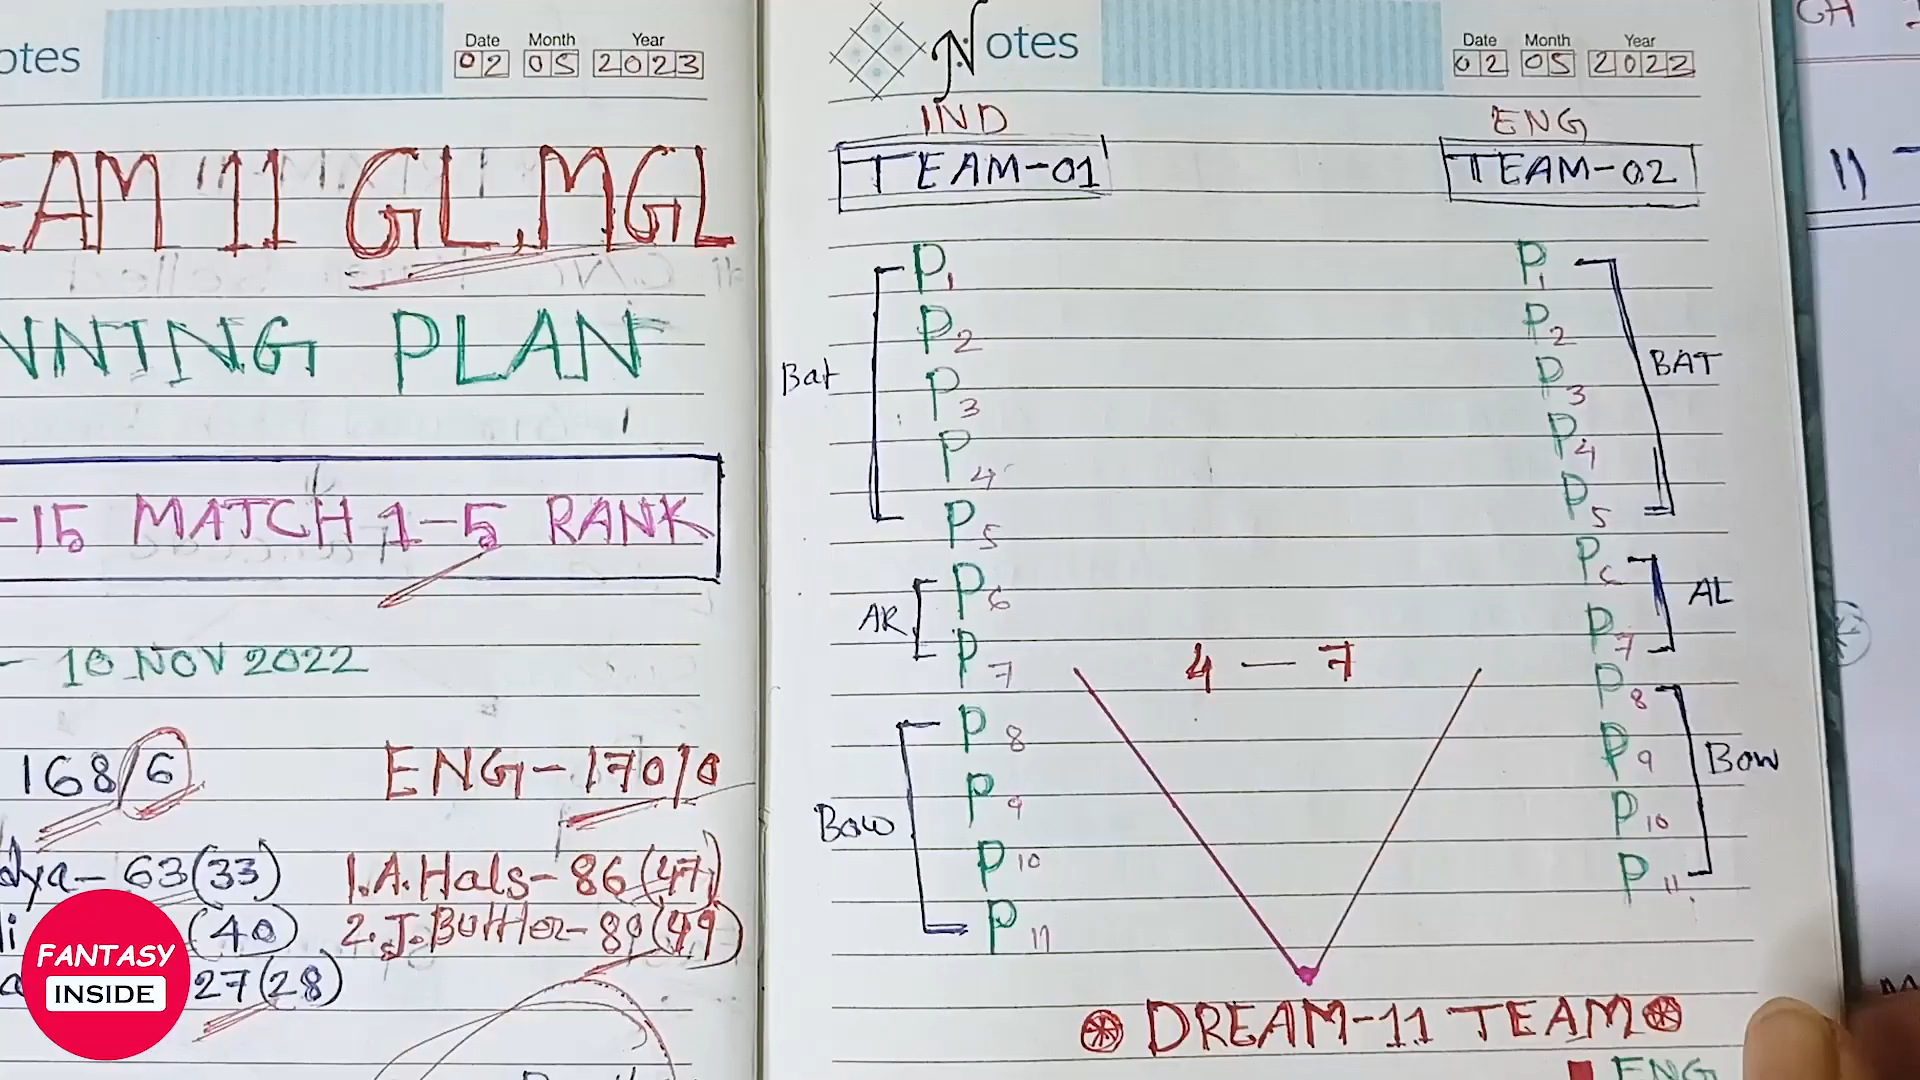 otes
Date Month Year
02 05 2023
EAM 11 GL,MGL
NNING PLAN
-15 MATCH 1-5 RANK
- 10 NOV 2022
168/6 ENG-170/0
dya- 63(33) 1.A.Hals-86(47)
li (40) 2.J.Buttler-80(49)
27(28)
FANTASY
INSIDE
Notes
Date Month Year
02 05 2022
IND ENG
TEAM-01 TEAM-02
P1 P1
P2 P2
Bat BAT
P3 P3
P4 P4
P5 P5
P6 P6
AR AL
P7 P7
4 — 7
P8 P8
P9 P9
Bow Bow
P10 P10
P11 P11
DREAM-11 TEAM
ENG
11